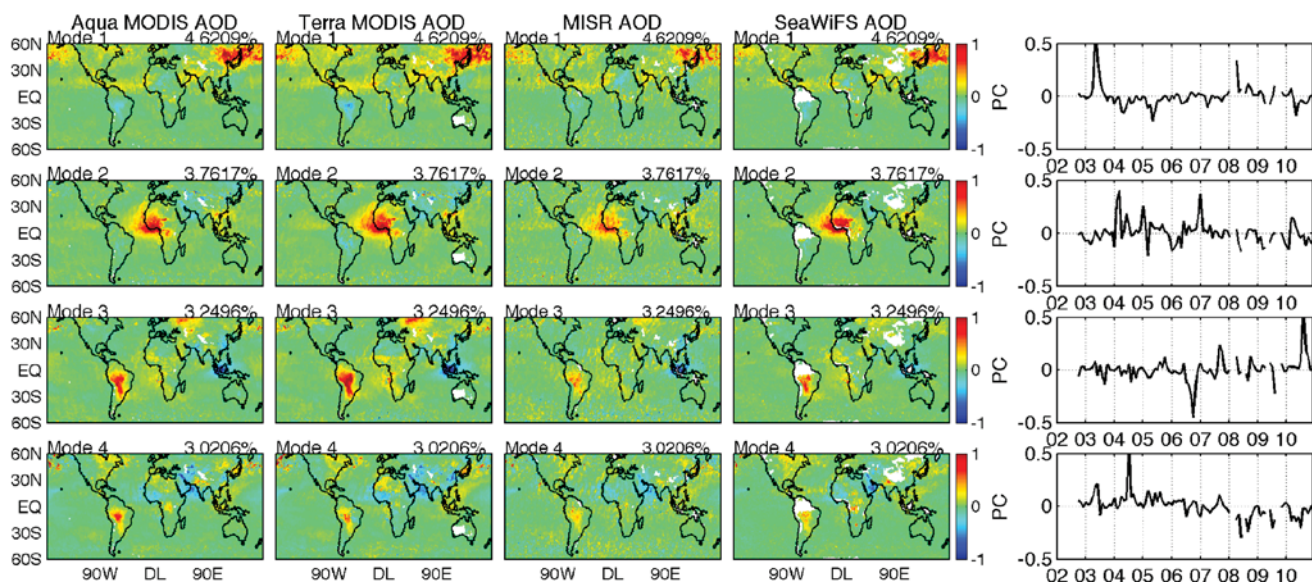 Aqua MODIS AOD Terra MODIS AOD MISR AOD SeaWiFS AOD
Mode 1 4.6209% Mode 1 4.6209% Mode 1 4.6209% Mode 1 4.6209%
60N
30N
EQ
30S
60S
1
0
-1
PC
0.5
0
-0.5
02 03 04 05 06 07 08 09 10
Mode 2 3.7617% Mode 2 3.7617% Mode 2 3.7617% Mode 2 3.7617%
60N
30N
EQ
30S
60S
1
0
-1
PC
0.5
0
-0.5
02 03 04 05 06 07 08 09 10
Mode 3 3.2496% Mode 3 3.2496% Mode 3 3.2496% Mode 3 3.2496%
60N
30N
EQ
30S
60S
1
0
-1
PC
0.5
0
-0.5
02 03 04 05 06 07 08 09 10
Mode 4 3.0206% Mode 4 3.0206% Mode 4 3.0206% Mode 4 3.0206%
60N
30N
EQ
30S
60S
1
0
-1
PC
0.5
0
-0.5
02 03 04 05 06 07 08 09 10
90W DL 90E 90W DL 90E 90W DL 90E 90W DL 90E